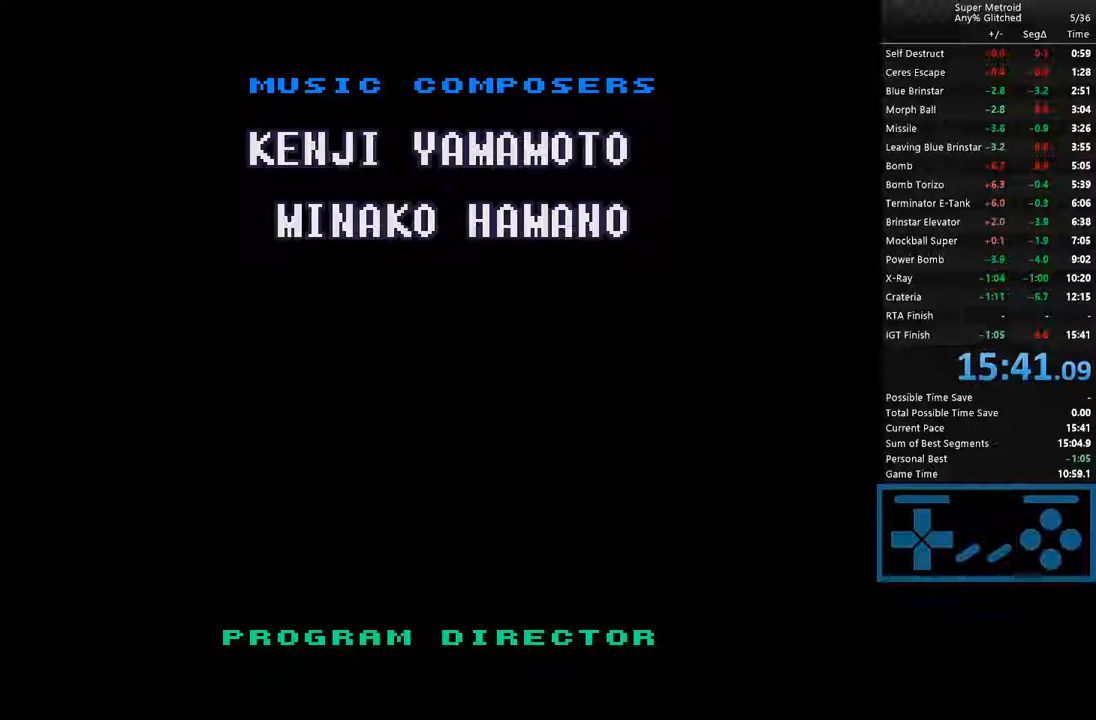 MUSIC COMPOSERS
KENJI YAMAMOTO
MINAKO HAWANO
PROGRAM DIRECTOR
Super Metroid
Any% Glitched 5/36
+/- SegΔ Time
Self Destruct +0.0 0.1 0:59
Ceres Escape 1:28
Blue Brinstar −2.8 −3.2 2:51
Morph Ball −2.8 3:04
Missile −3.8 −0.9 3:26
Leaving Blue Brinstar −3.2 3:55
Bomb 5:05
Bomb Torizo +6.3 −0.4 5:39
Terminator E-Tank +6.0 −0.3 6:06
Brinstar Elevator +2.0 −3.9 6:38
Mockball Super +0.1 −1.9 7:05
Power Bomb −3.9 −4.0 9:02
X-Ray −1:04 −1:00 10:20
Crateria −1:11 −6.7 12:15
RTA Finish - - -
IGT Finish −1:05 15:41
15:41.09
Possible Time Save -
Total Possible Time Save 0.00
Current Pace 15:41
Sum of Best Segments 15:04.9
Personal Best −1:05
Game Time 10:59.1